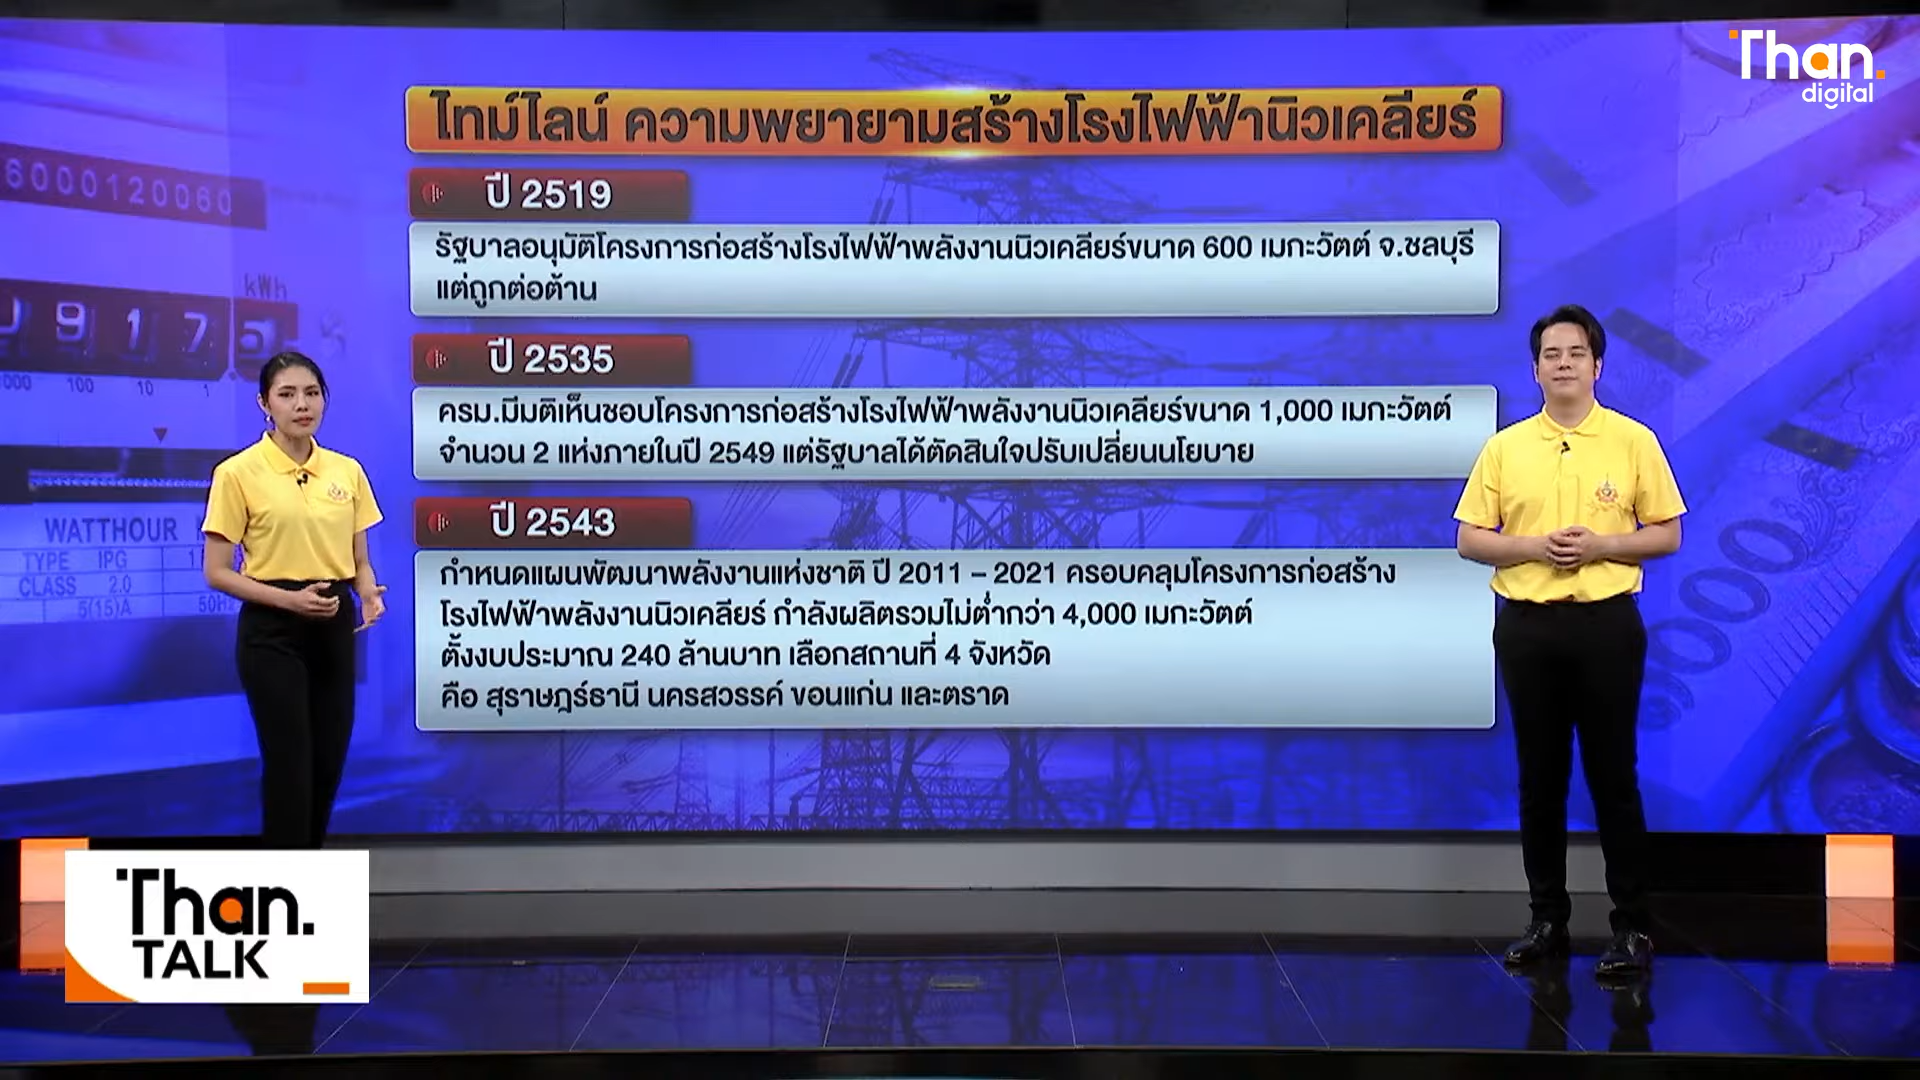 Than.
digital
ไทม์ไลน์ ความพยายามสร้างโรงไฟฟ้านิวเคลียร์
ปี 2519
รัฐบาลอนุมัติโครงการก่อสร้างโรงไฟฟ้าพลังงานนิวเคลียร์ขนาด 600 เมกะวัตต์ จ.ชลบุรี
แต่ถูกต่อต้าน
ปี 2535
ครม.มีมติเห็นชอบโครงการก่อสร้างโรงไฟฟ้าพลังงานนิวเคลียร์ขนาด 1,000 เมกะวัตต์
จำนวน 2 แห่งภายในปี 2549 แต่รัฐบาลได้ตัดสินใจปรับเปลี่ยนนโยบาย
ปี 2543
กำหนดแผนพัฒนาพลังงานแห่งชาติ ปี 2011 – 2021 ครอบคลุมโครงการก่อสร้าง
โรงไฟฟ้าพลังงานนิวเคลียร์ กำลังผลิตรวมไม่ต่ำกว่า 4,000 เมกะวัตต์
ตั้งงบประมาณ 240 ล้านบาท เลือกสถานที่ 4 จังหวัด
คือ สุราษฎร์ธานี นครสวรรค์ ขอนแก่น และตราด
6000120060
kWh
9175
000 100 10 1
WATTHOUR
TYPE IPG
CLASS 2.0
5(15)A 50Hz
Than.
TALK